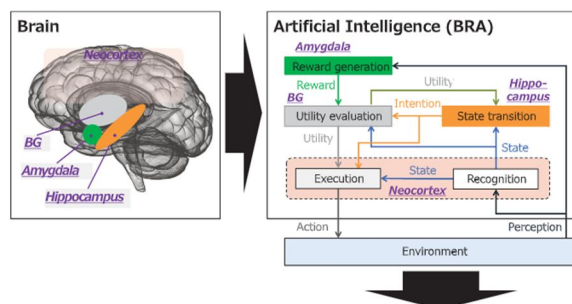 Brain
Neocortex
BG
Amygdala
Hippocampus
Artificial Intelligence (BRA)
Amygdala
Reward generation
Reward
Utility
BG
Hippo-
campus
Intention
Utility evaluation
State transition
Utility
State
Execution
State
Recognition
Neocortex
Action
Perception
Environment